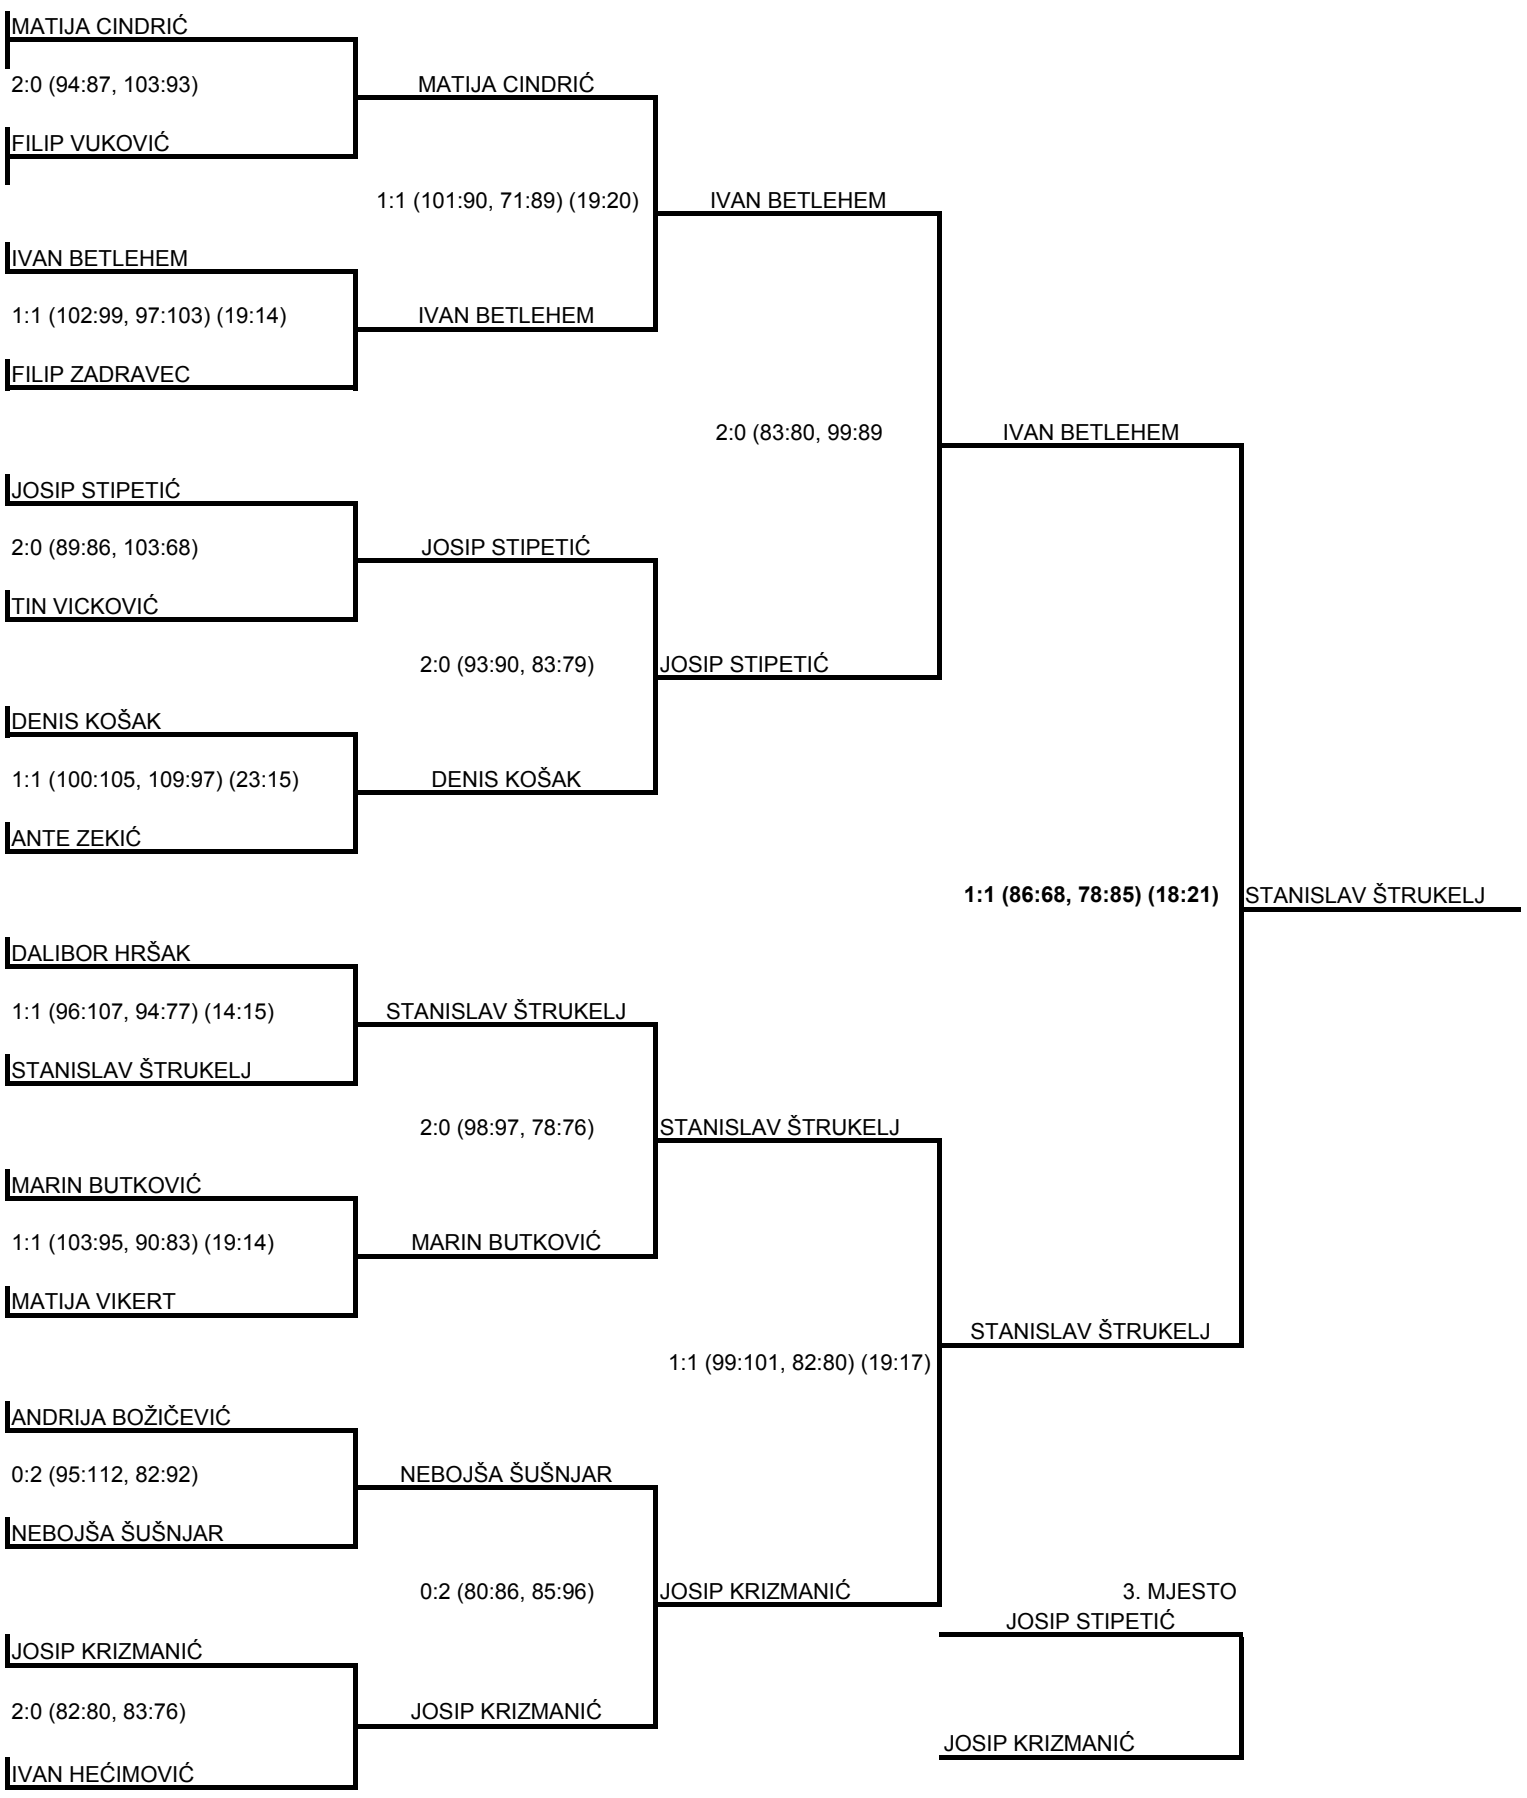 MATIJA CINDRIĆ
2:0 (94:87, 103:93)
MATIJA CINDRIĆ
FILIP VUKOVIĆ
1:1 (101:90, 71:89) (19:20)
IVAN BETLEHEM
IVAN BETLEHEM
1:1 (102:99, 97:103) (19:14)
IVAN BETLEHEM
FILIP ZADRAVEC
2:0 (83:80, 99:89
IVAN BETLEHEM
JOSIP STIPETIĆ
2:0 (89:86, 103:68)
JOSIP STIPETIĆ
TIN VICKOVIĆ
2:0 (93:90, 83:79)
JOSIP STIPETIĆ
DENIS KOŠAK
1:1 (100:105, 109:97) (23:15)
DENIS KOŠAK
ANTE ZEKIĆ
1:1 (86:68, 78:85) (18:21)
STANISLAV ŠTRUKELJ
DALIBOR HRŠAK
1:1 (96:107, 94:77) (14:15)
STANISLAV ŠTRUKELJ
STANISLAV ŠTRUKELJ
2:0 (98:97, 78:76)
STANISLAV ŠTRUKELJ
MARIN BUTKOVIĆ
1:1 (103:95, 90:83) (19:14)
MARIN BUTKOVIĆ
MATIJA VIKERT
STANISLAV ŠTRUKELJ
1:1 (99:101, 82:80) (19:17)
ANDRIJA BOŽIČEVIĆ
0:2 (95:112, 82:92)
NEBOJŠA ŠUŠNJAR
NEBOJŠA ŠUŠNJAR
0:2 (80:86, 85:96)
JOSIP KRIZMANIĆ
3. MJESTO
JOSIP STIPETIĆ
JOSIP KRIZMANIĆ
2:0 (82:80, 83:76)
JOSIP KRIZMANIĆ
JOSIP KRIZMANIĆ
IVAN HEĆIMOVIĆ